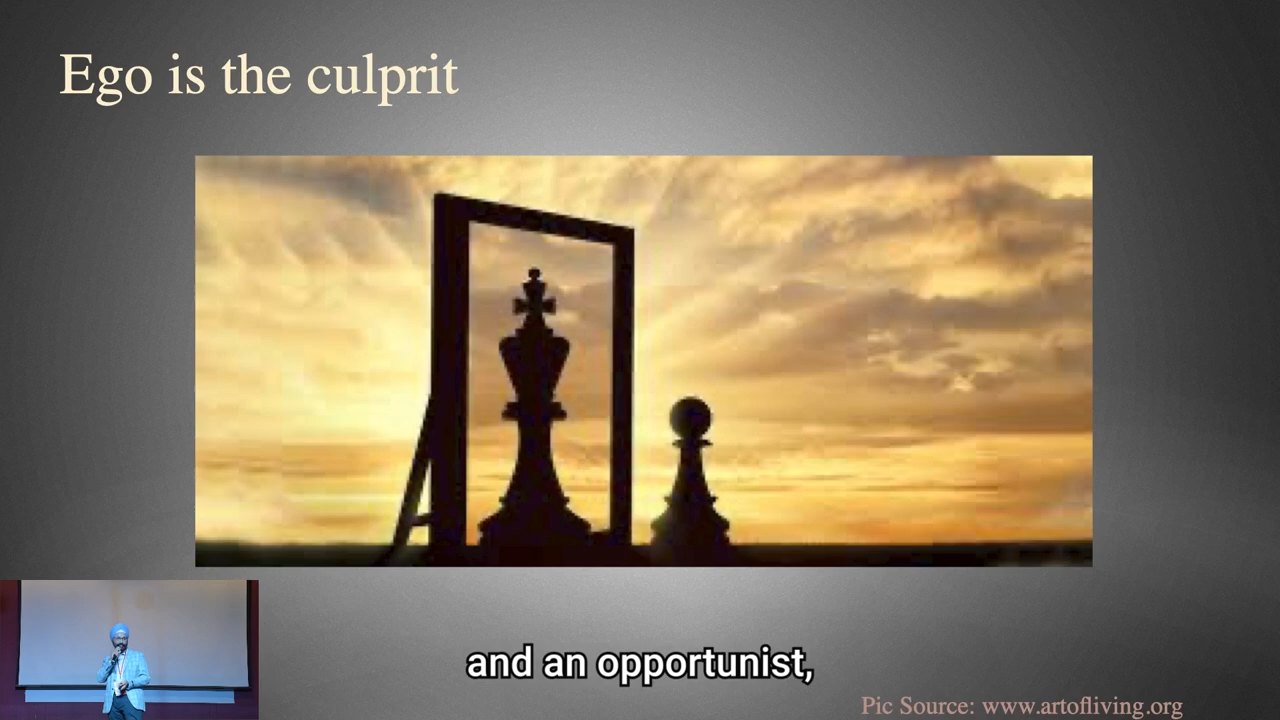 Ego is the culprit
and an opportunist,
Pic Source: www.artofliving.org